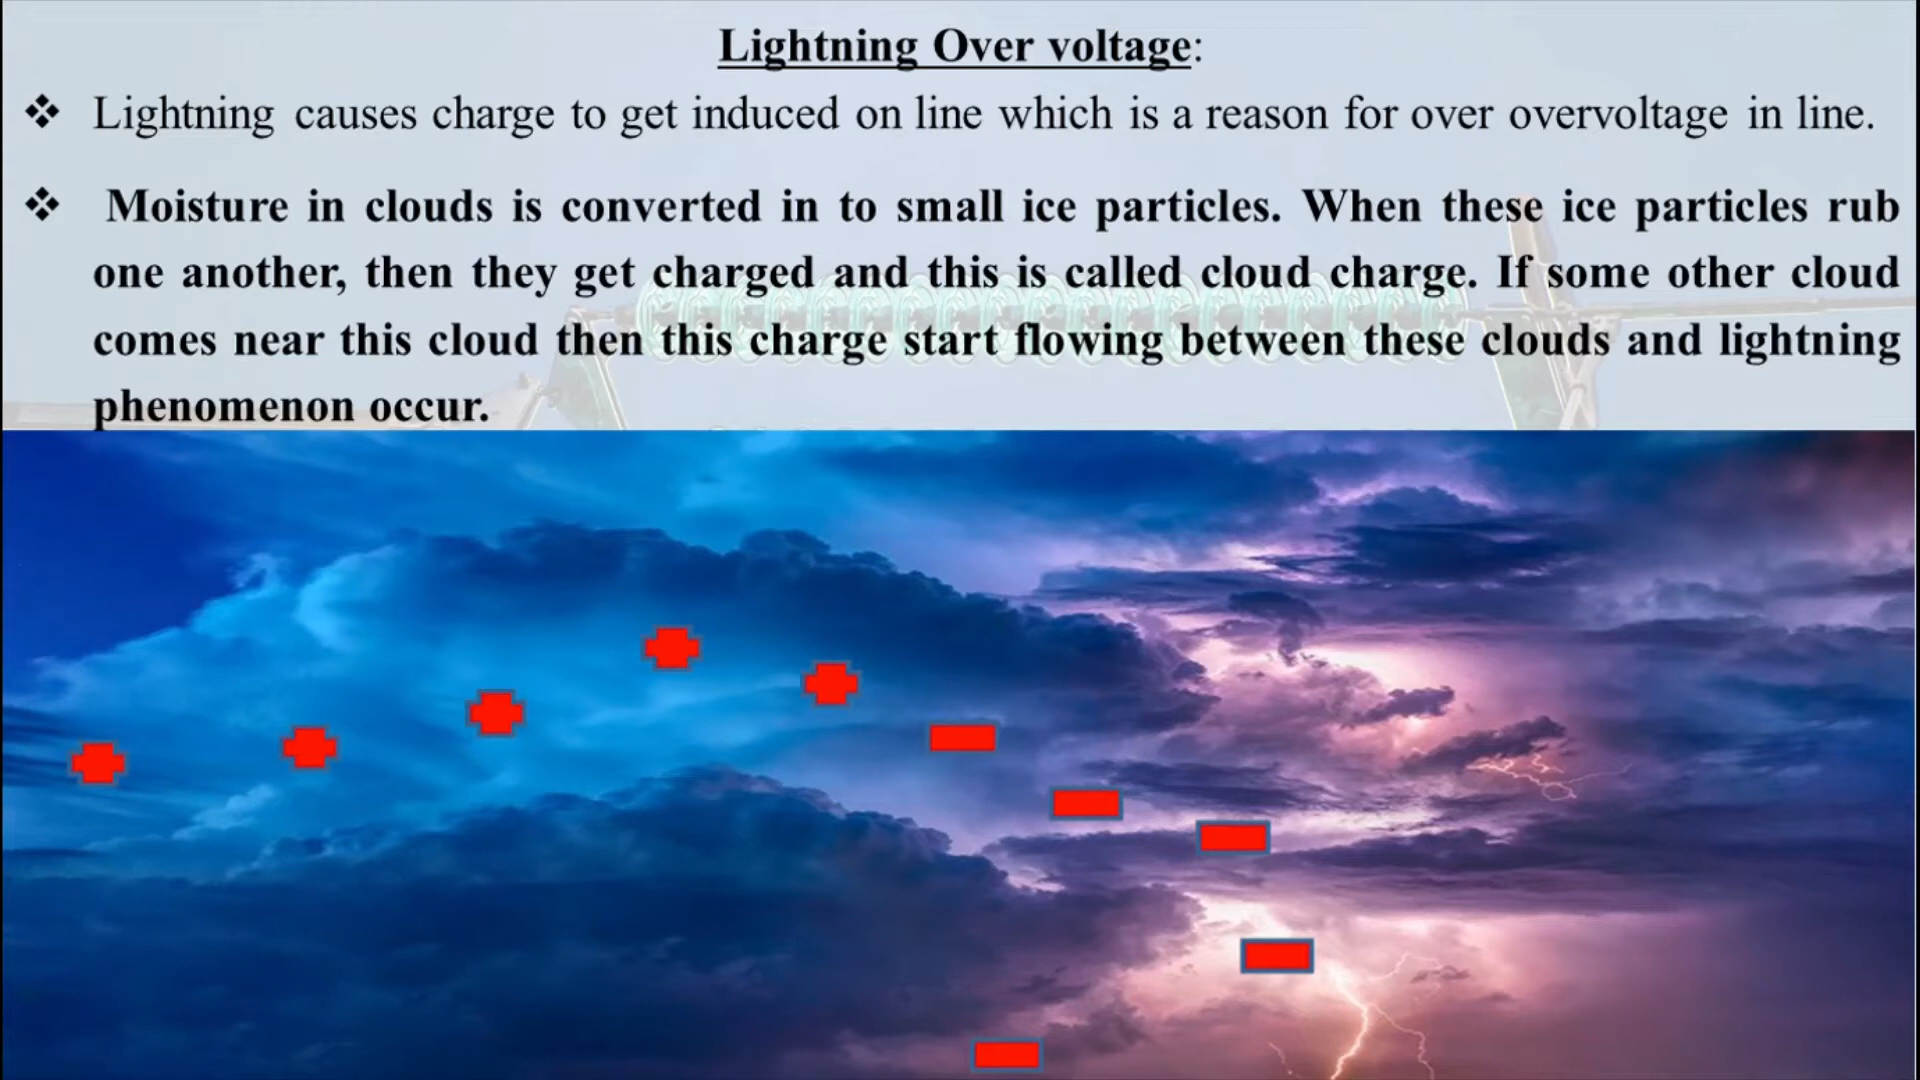 Lightning Over voltage:
❖ Lightning causes charge to get induced on line which is a reason for over overvoltage in line.
❖ Moisture in clouds is converted in to small ice particles. When these ice particles rub
one another, then they get charged and this is called cloud charge. If some other cloud
comes near this cloud then this charge start flowing between these clouds and lightning
phenomenon occur.